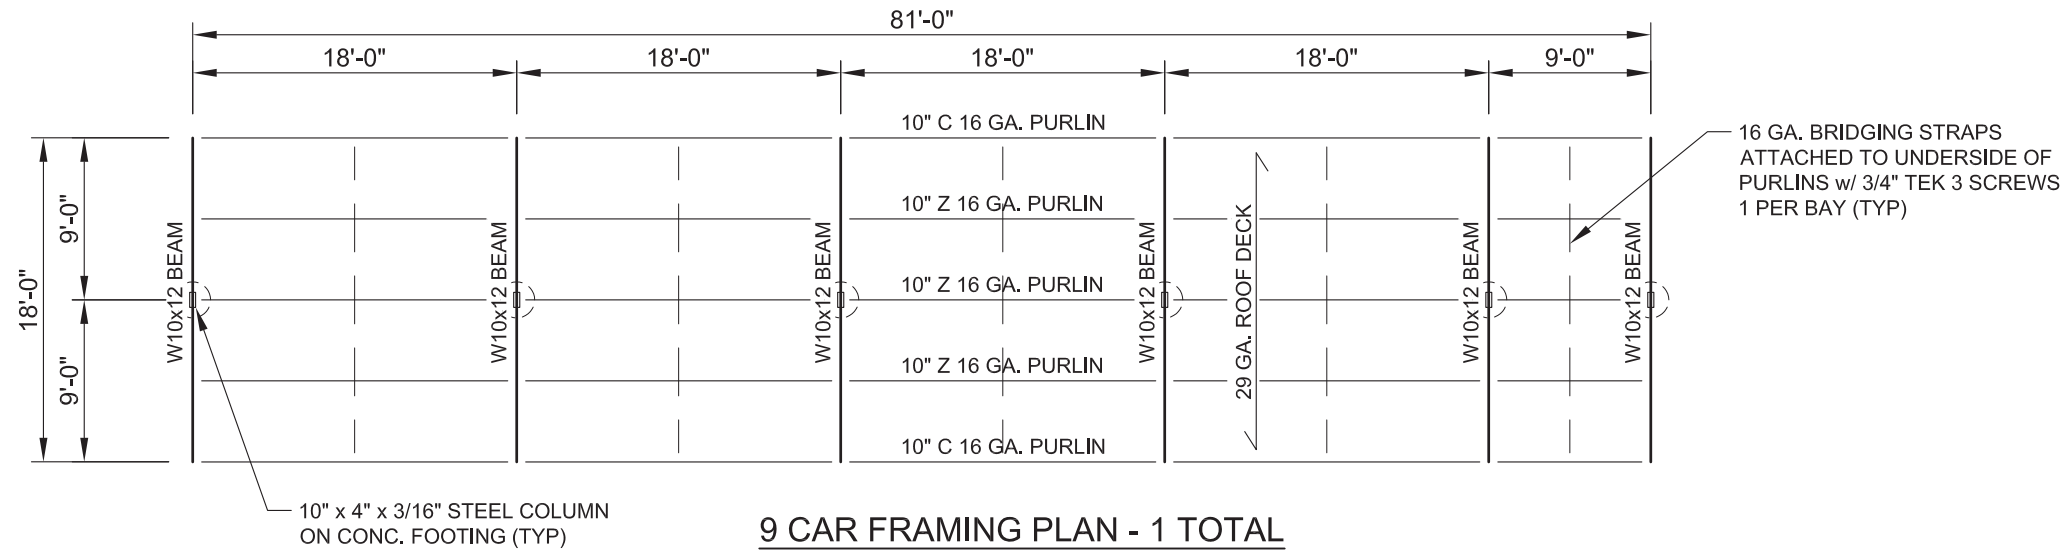 81'-0"
18'-0"
18'-0"
18'-0"
18'-0"
9'-0"
10" C 16 GA. PURLIN
16 GA. BRIDGING STRAPS
ATTACHED TO UNDERSIDE OF
PURLINS w/ 3/4" TEK 3 SCREWS
1 PER BAY (TYP)
10" Z 16 GA. PURLIN
18'-0"
9'-0"
9'-0"
W10x12 BEAM
W10x12 BEAM
W10x12 BEAM
W10x12 BEAM
29 GA. ROOF DECK
W10x12 BEAM
W10x12 BEAM
10" Z 16 GA. PURLIN
10" Z 16 GA. PURLIN
10" C 16 GA. PURLIN
10" x 4" x 3/16" STEEL COLUMN
ON CONC. FOOTING (TYP)
9 CAR FRAMING PLAN - 1 TOTAL